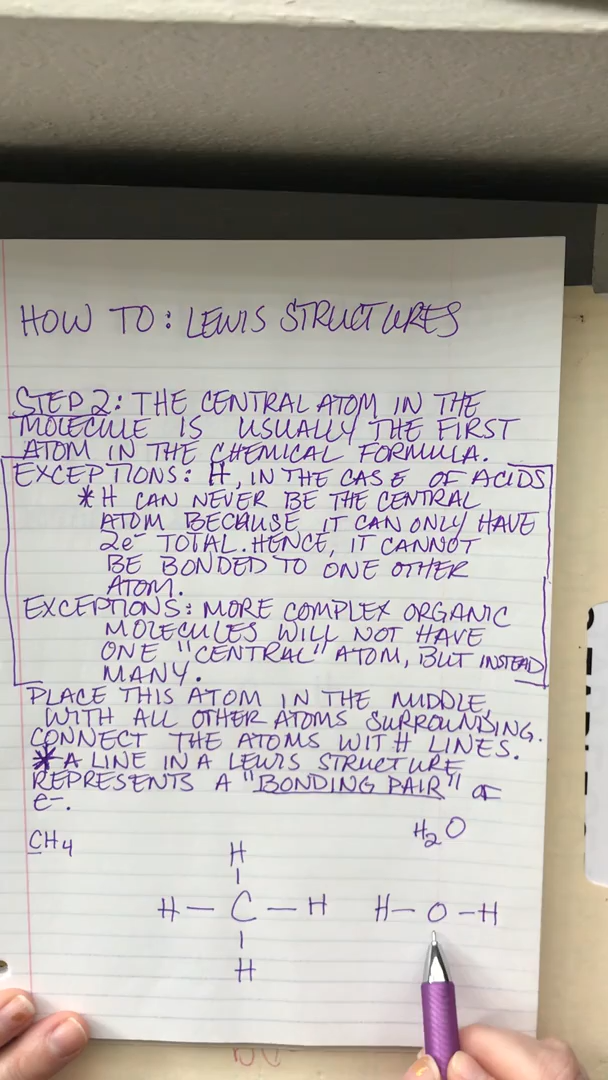 HOW TO: LEWIS STRUCTURES
STEP 2: THE CENTRAL ATOM IN THE
MOLECULE IS USUALLY THE FIRST
ATOM IN THE CHEMICAL FORMULA.
EXCEPTIONS: H, IN THE CASE OF ACIDS
* H CAN NEVER BE THE CENTRAL
ATOM BECAUSE IT CAN ONLY HAVE
2e⁻ TOTAL. HENCE, IT CANNOT
BE BONDED TO ONE OTHER
ATOM.
EXCEPTIONS: MORE COMPLEX ORGANIC
MOLECULES WILL NOT HAVE
ONE "CENTRAL" ATOM, BUT INSTEAD
MANY.
PLACE THIS ATOM IN THE MIDDLE,
WITH ALL OTHER ATOMS SURROUNDING.
CONNECT THE ATOMS WITH LINES.
* A LINE IN A LEWIS STRUCTURE
REPRESENTS A "BONDING PAIR" OF
e⁻.
H₂O
CH₄
H
H — C — H
H — O — H
H